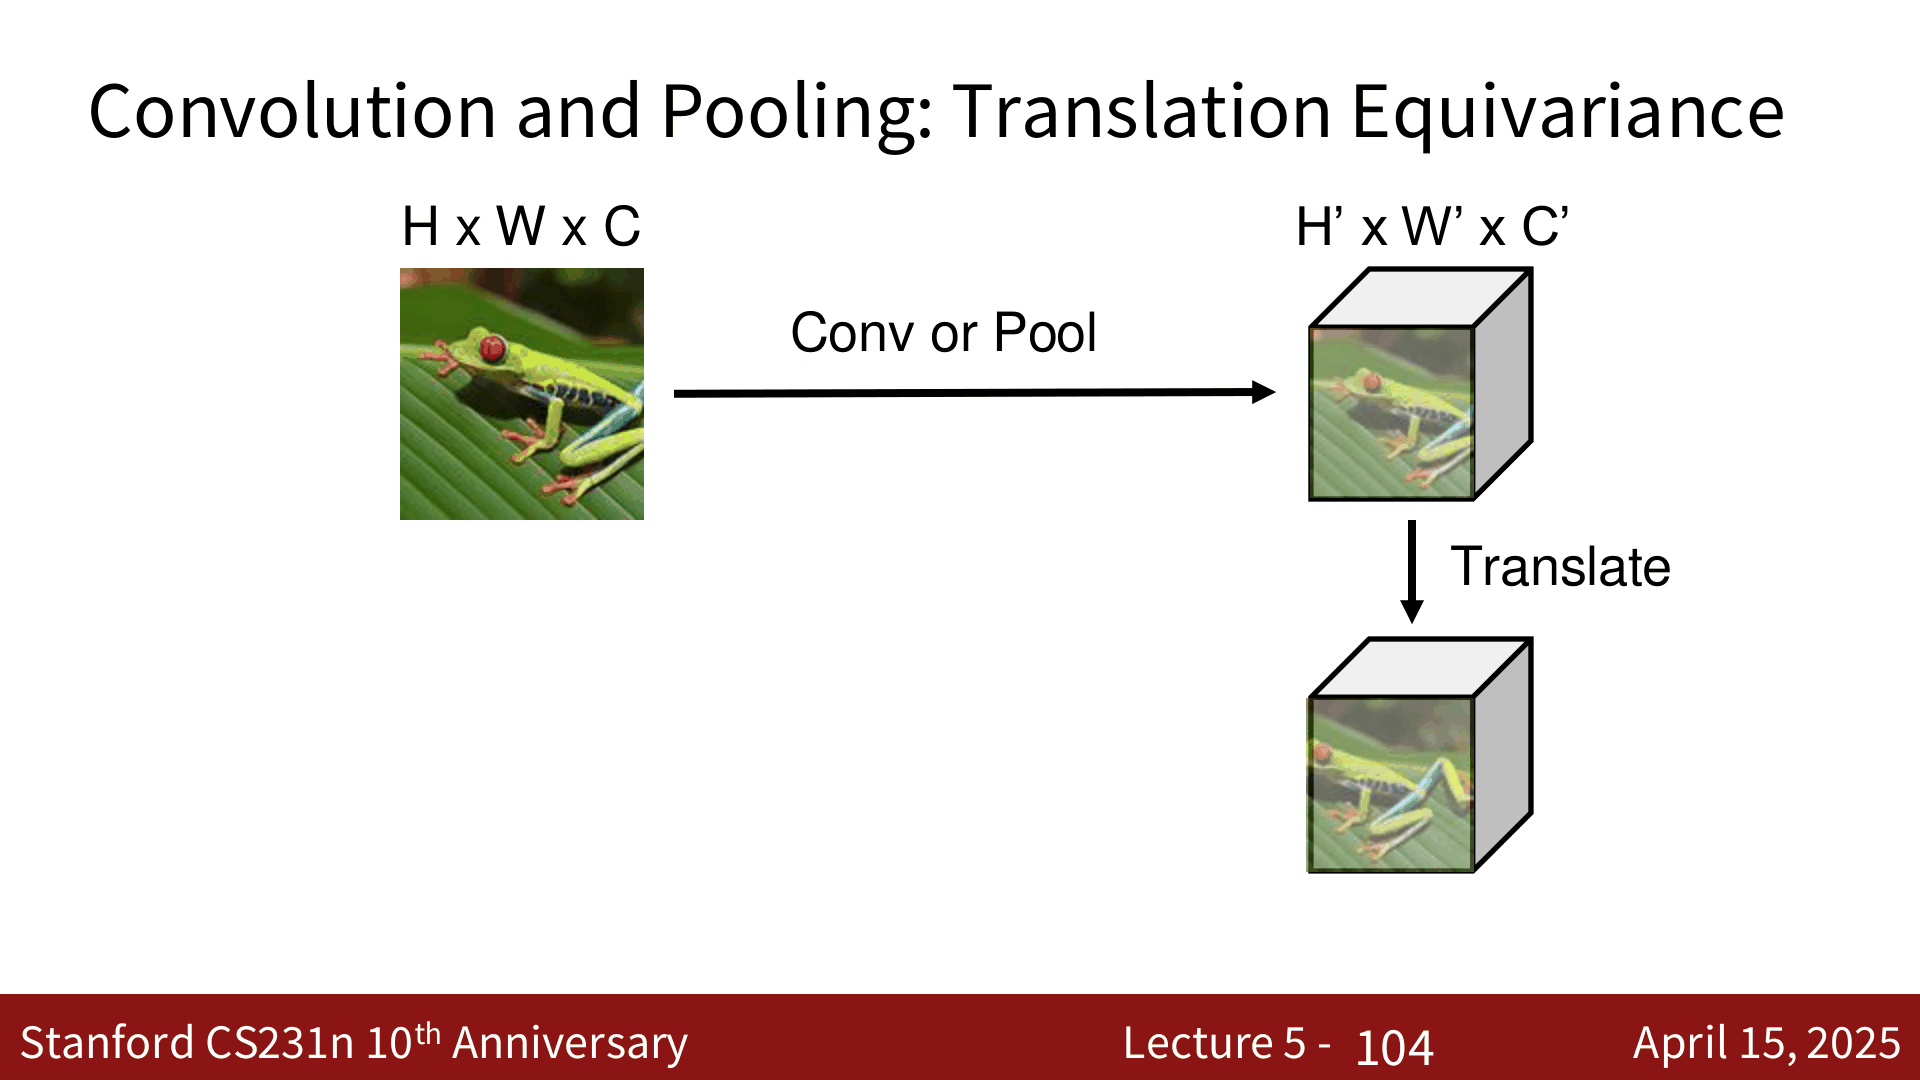 Convolution and Pooling: Translation Equivariance
H x W x C
H’ x W’ x C’
Conv or Pool
Translate
Stanford CS231n 10th Anniversary
Lecture 5 - 104
April 15, 2025